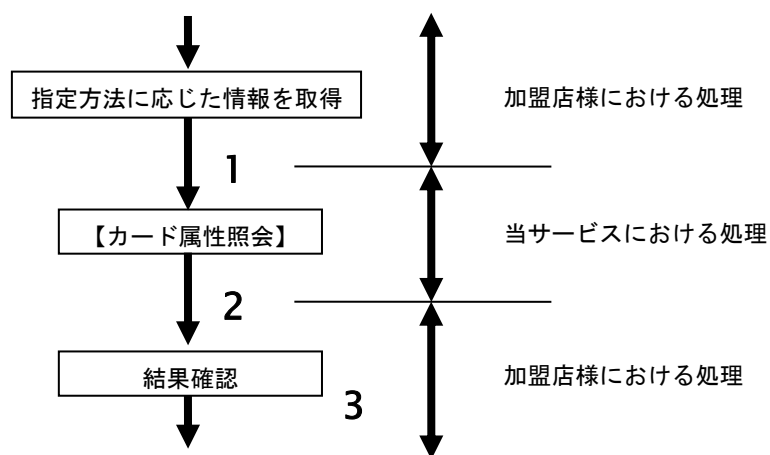 指定方法に応じた情報を取得
加盟店様における処理
1
【カード属性照会】
当サービスにおける処理
2
結果確認
加盟店様における処理
3